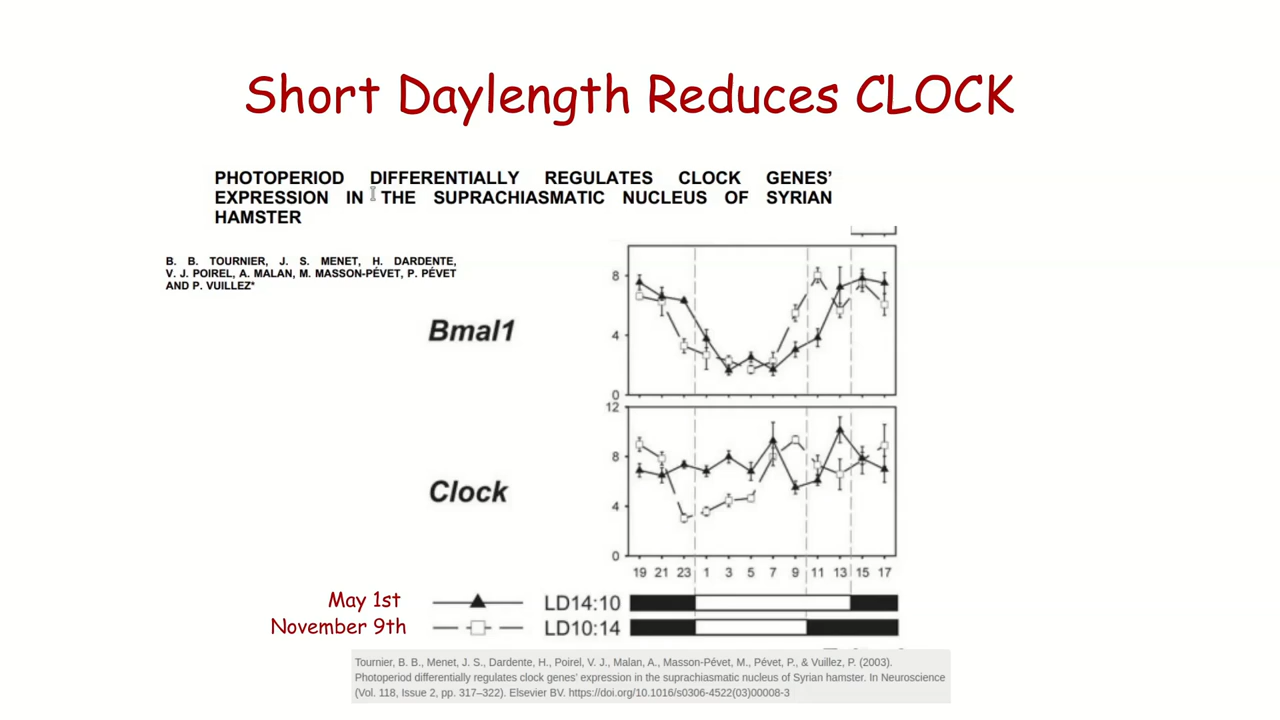 Short Daylength Reduces CLOCK
PHOTOPERIOD DIFFERENTIALLY REGULATES CLOCK GENES'
EXPRESSION IN THE SUPRACHIASMATIC NUCLEUS OF SYRIAN
HAMSTER
B. B. TOURNIER, J. S. MENET, H. DARDENTE,
V. J. POIREL, A. MALAN, M. MASSON-PÉVET, P. PÉVET
AND P. VUILLEZ*
Bmal1
8
4
0
Clock
12
8
4
0
19 21 23 1 3 5 7 9 11 13 15 17
May 1st LD14:10
November 9th LD10:14
Tournier, B. B., Menet, J. S., Dardente, H., Poirel, V. J., Malan, A., Masson-Pévet, M., Pévet, P., & Vuillez, P. (2003).
Photoperiod differentially regulates clock genes' expression in the suprachiasmatic nucleus of Syrian hamster. In Neuroscience
(Vol. 118, Issue 2, pp. 317–322). Elsevier BV. https://doi.org/10.1016/s0306-4522(03)00008-3